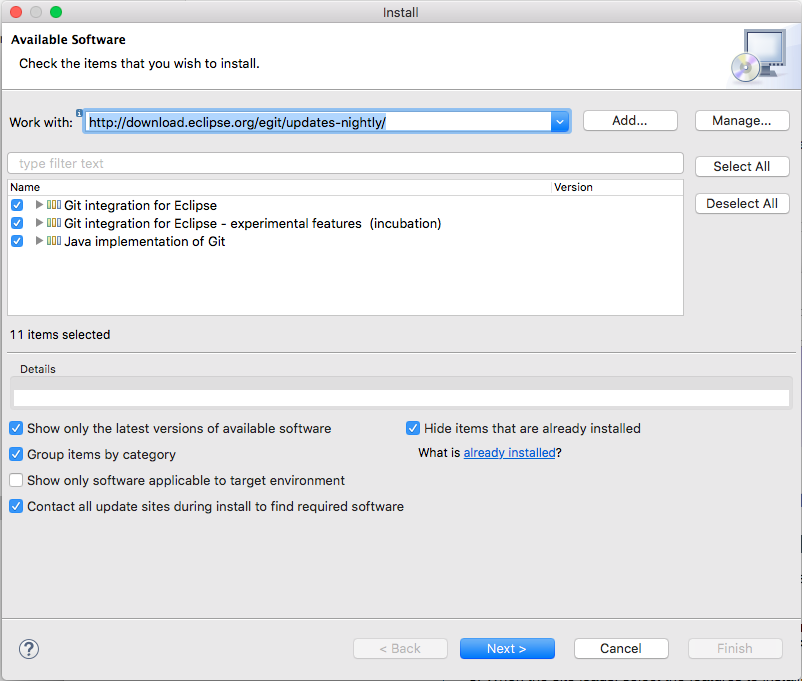 Install
Available Software
Check the items that you wish to install.
Work with: http://download.eclipse.org/egit/updates-nightly/ Add... Manage...
type filter text Select All
Name Version
Deselect All
Git integration for Eclipse
Git integration for Eclipse - experimental features (incubation)
Java implementation of Git
11 items selected
Details
Show only the latest versions of available software Hide items that are already installed
Group items by category What is already installed?
Show only software applicable to target environment
Contact all update sites during install to find required software
? < Back Next > Cancel Finish